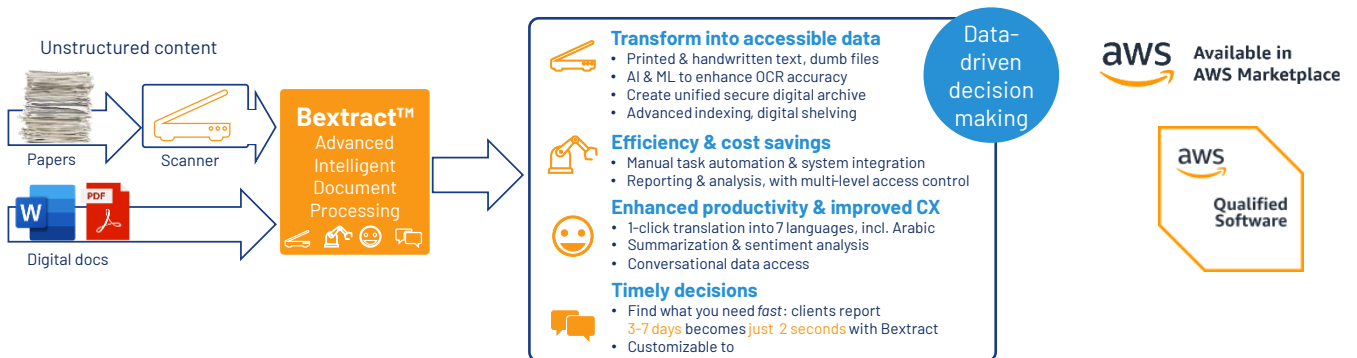 Unstructured content
Papers
Scanner
W
PDF
Digital docs
Bextract™
Advanced
Intelligent
Document
Processing
Transform into accessible data
• Printed & handwritten text, dumb files
• AI & ML to enhance OCR accuracy
• Create unified secure digital archive
• Advanced indexing, digital shelving
Efficiency & cost savings
• Manual task automation & system integration
• Reporting & analysis, with multi-level access control
Enhanced productivity & improved CX
• 1-click translation into 7 languages, incl. Arabic
• Summarization & sentiment analysis
• Conversational data access
Timely decisions
• Find what you need fast: clients report
3-7 days becomes just 2 seconds with Bextract
• Customizable to
Data-
driven
decision
making
aws
Available in
AWS Marketplace
aws
Qualified
Software